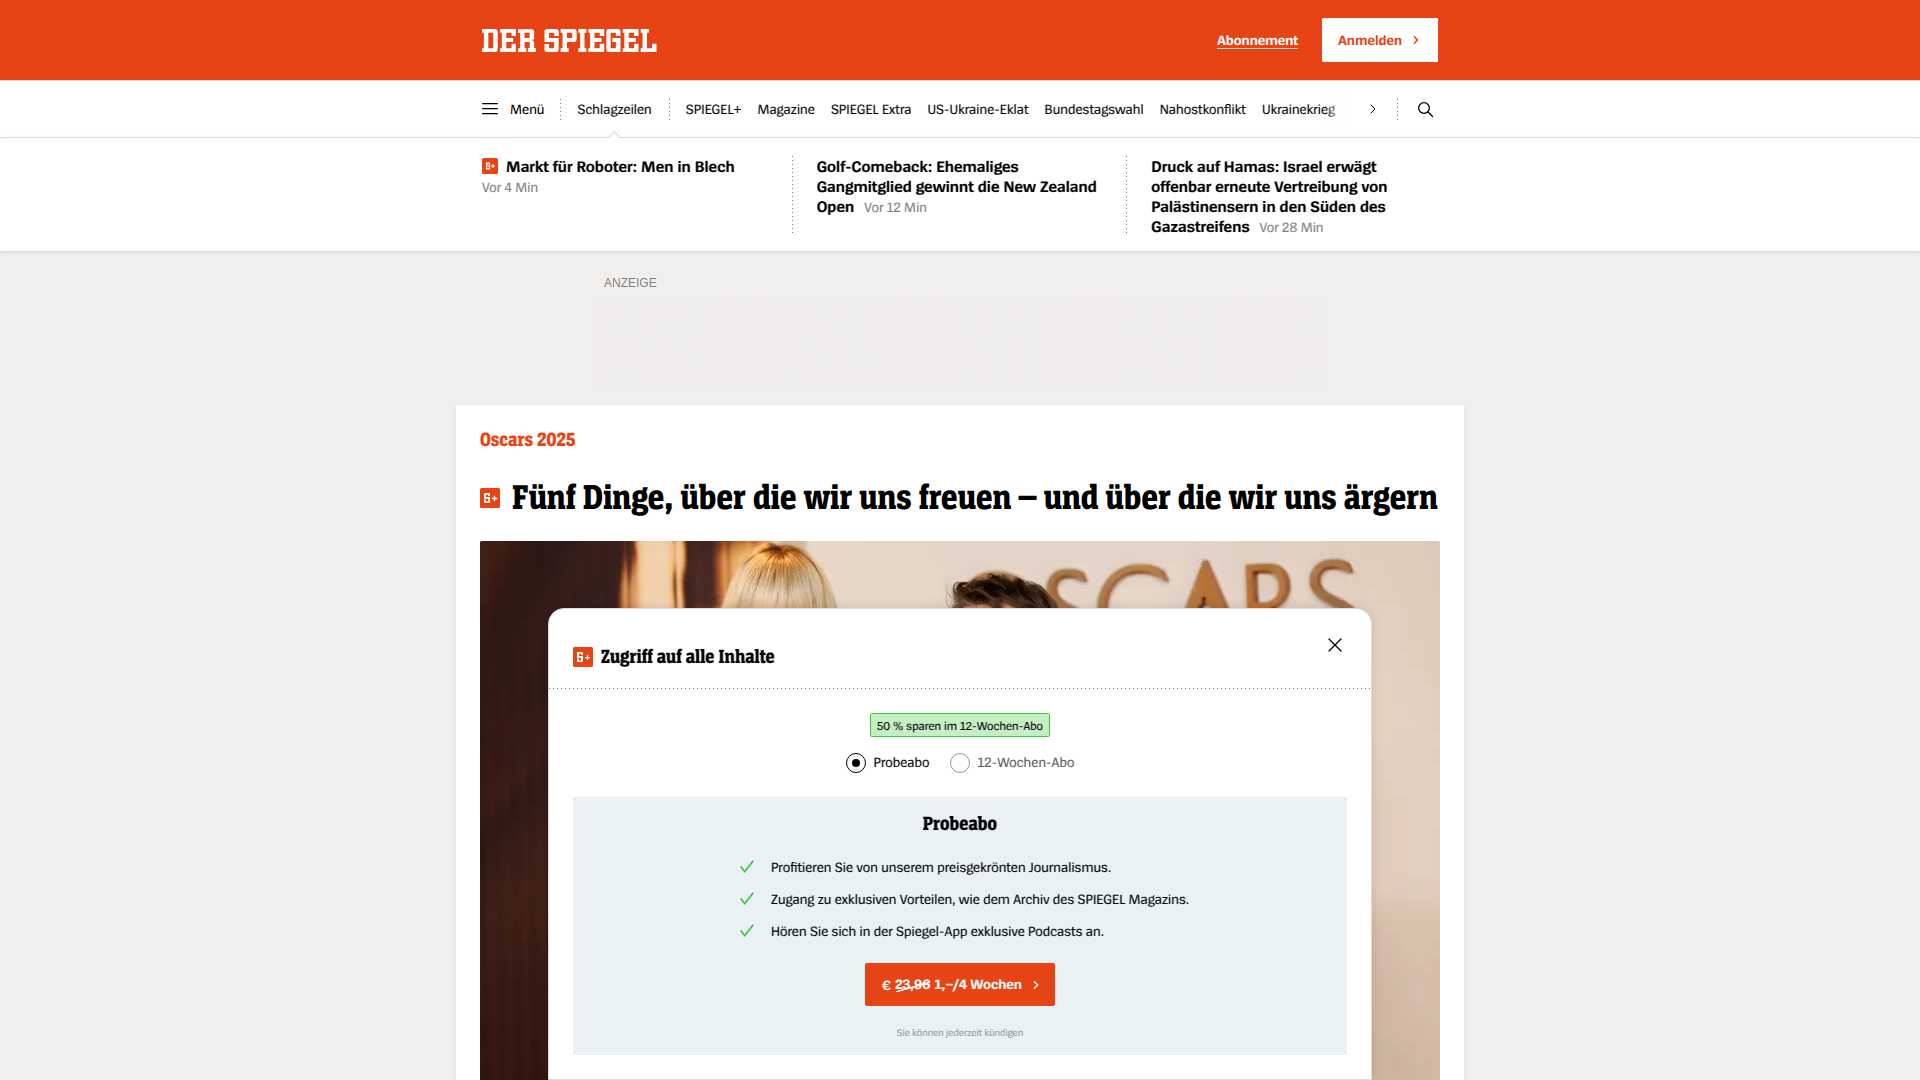 DER SPIEGEL
Abonnement
Anmelden
Menü
Schlagzeilen
SPIEGEL+
Magazine
SPIEGEL Extra
US-Ukraine-Eklat
Bundestagswahl
Nahostkonflikt
Ukrainekrieg
Markt für Roboter: Men in Blech
Vor 4 Min
Golf-Comeback: Ehemaliges
Gangmitglied gewinnt die New Zealand
Open Vor 12 Min
Druck auf Hamas: Israel erwägt
offenbar erneute Vertreibung von
Palästinensern in den Süden des
Gazastreifens Vor 28 Min
ANZEIGE
Oscars 2025
Fünf Dinge, über die wir uns freuen – und über die wir uns ärgern
OSCARS
Zugriff auf alle Inhalte
50 % sparen im 12-Wochen-Abo
Probeabo
12-Wochen-Abo
Probeabo
Profitieren Sie von unserem preisgekrönten Journalismus.
Zugang zu exklusiven Vorteilen, wie dem Archiv des SPIEGEL Magazins.
Hören Sie sich in der Spiegel-App exklusive Podcasts an.
€ 23,96 1,–/4 Wochen
Sie können jederzeit kündigen